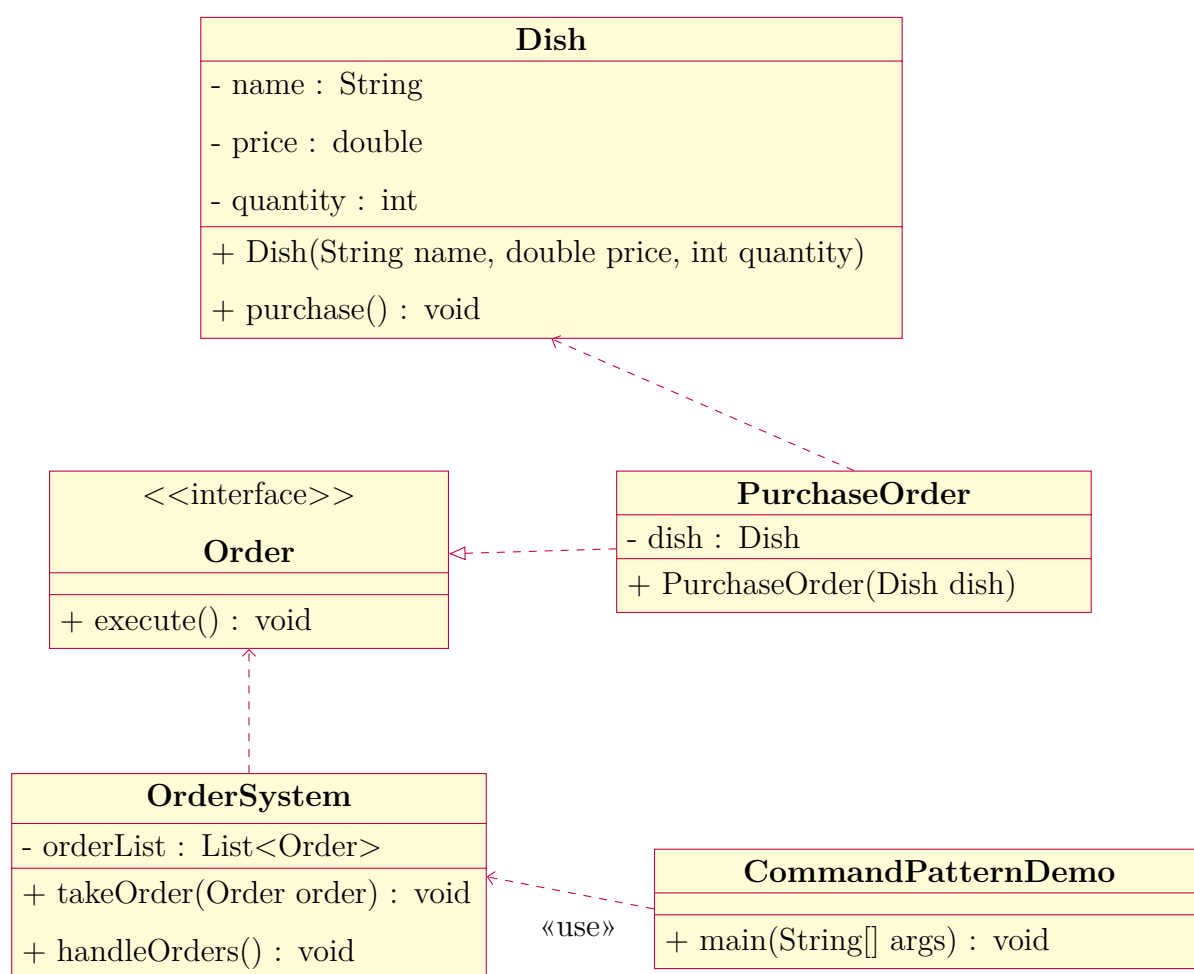 Dish
- name : String
- price : double
- quantity : int
+ Dish(String name, double price, int quantity)
+ purchase() : void
<<interface>>
Order
+ execute() : void
PurchaseOrder
- dish : Dish
+ PurchaseOrder(Dish dish)
OrderSystem
- orderList : List<Order>
+ takeOrder(Order order) : void
+ handleOrders() : void
«use»
CommandPatternDemo
+ main(String[] args) : void